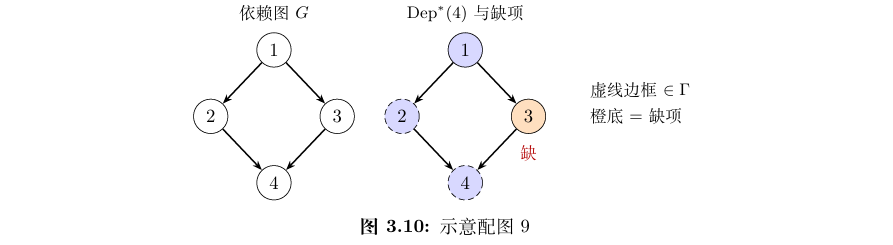 依赖图 G
Dep*(4) 与缺项
1
2
3
4
1
2
3
4
缺
虚线边框 ∈ Γ
橙底 = 缺项
图 3.10: 示意配图 9